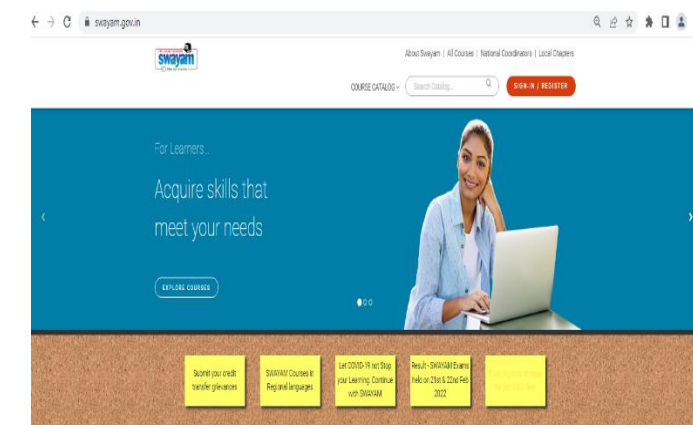 swayam.gov.in
swayam
About Swayam | All Courses | National Coordinators | Local Chapters
COURSE CATALOG
Search Catalog...
SIGN-IN / REGISTER
For Learners...
Acquire skills that
meet your needs
EXPLORE COURSES
Submit your credit
transfer grievances
SWAYAM Courses in
Regional languages
Let COVID-19 not Stop
your Learning. Continue
with SWAYAM
Result - SWAYAM Exams
held on 21st & 22nd Feb
2022